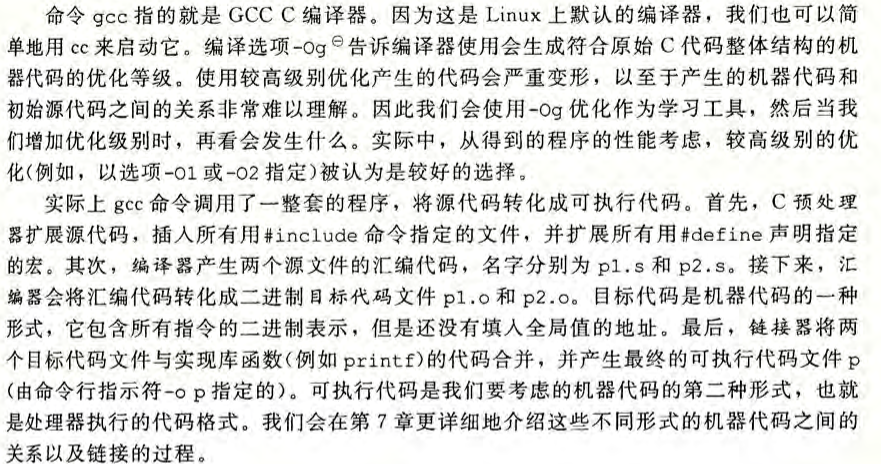 命令 gcc 指的就是 GCC C 编译器。因为这是 Linux 上默认的编译器，我们也可以简
单地用 cc 来启动它。编译选项-Og⊖告诉编译器使用会生成符合原始 C 代码整体结构的机
器代码的优化等级。使用较高级别优化产生的代码会严重变形，以至于产生的机器代码和
初始源代码之间的关系非常难以理解。因此我们会使用-Og 优化作为学习工具，然后当我
们增加优化级别时，再看会发生什么。实际中，从得到的程序的性能考虑，较高级别的优
化(例如，以选项-O1 或-O2 指定)被认为是较好的选择。
实际上 gcc 命令调用了一整套的程序，将源代码转化成可执行代码。首先，C 预处理
器扩展源代码，插入所有用#include 命令指定的文件，并扩展所有用#define 声明指定
的宏。其次，编译器产生两个源文件的汇编代码，名字分别为 p1.s 和 p2.s。接下来，汇
编器会将汇编代码转化成二进制目标代码文件 p1.o 和 p2.o。目标代码是机器代码的一种
形式，它包含所有指令的二进制表示，但是还没有填入全局值的地址。最后，链接器将两
个目标代码文件与实现库函数(例如 printf)的代码合并，并产生最终的可执行代码文件 p
(由命令行指示符-o p 指定的)。可执行代码是我们要考虑的机器代码的第二种形式，也就
是处理器执行的代码格式。我们会在第 7 章更详细地介绍这些不同形式的机器代码之间的
关系以及链接的过程。